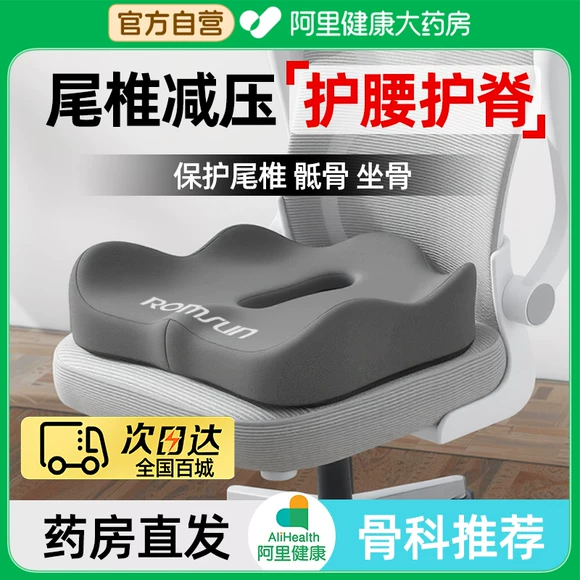 官方自营 阿里健康大药房
尾椎减压「护腰护脊」
保护尾椎 骶骨 坐骨
ROMSUN
次日达
全国百城
药房直发
AliHealth
阿里健康
骨科推荐